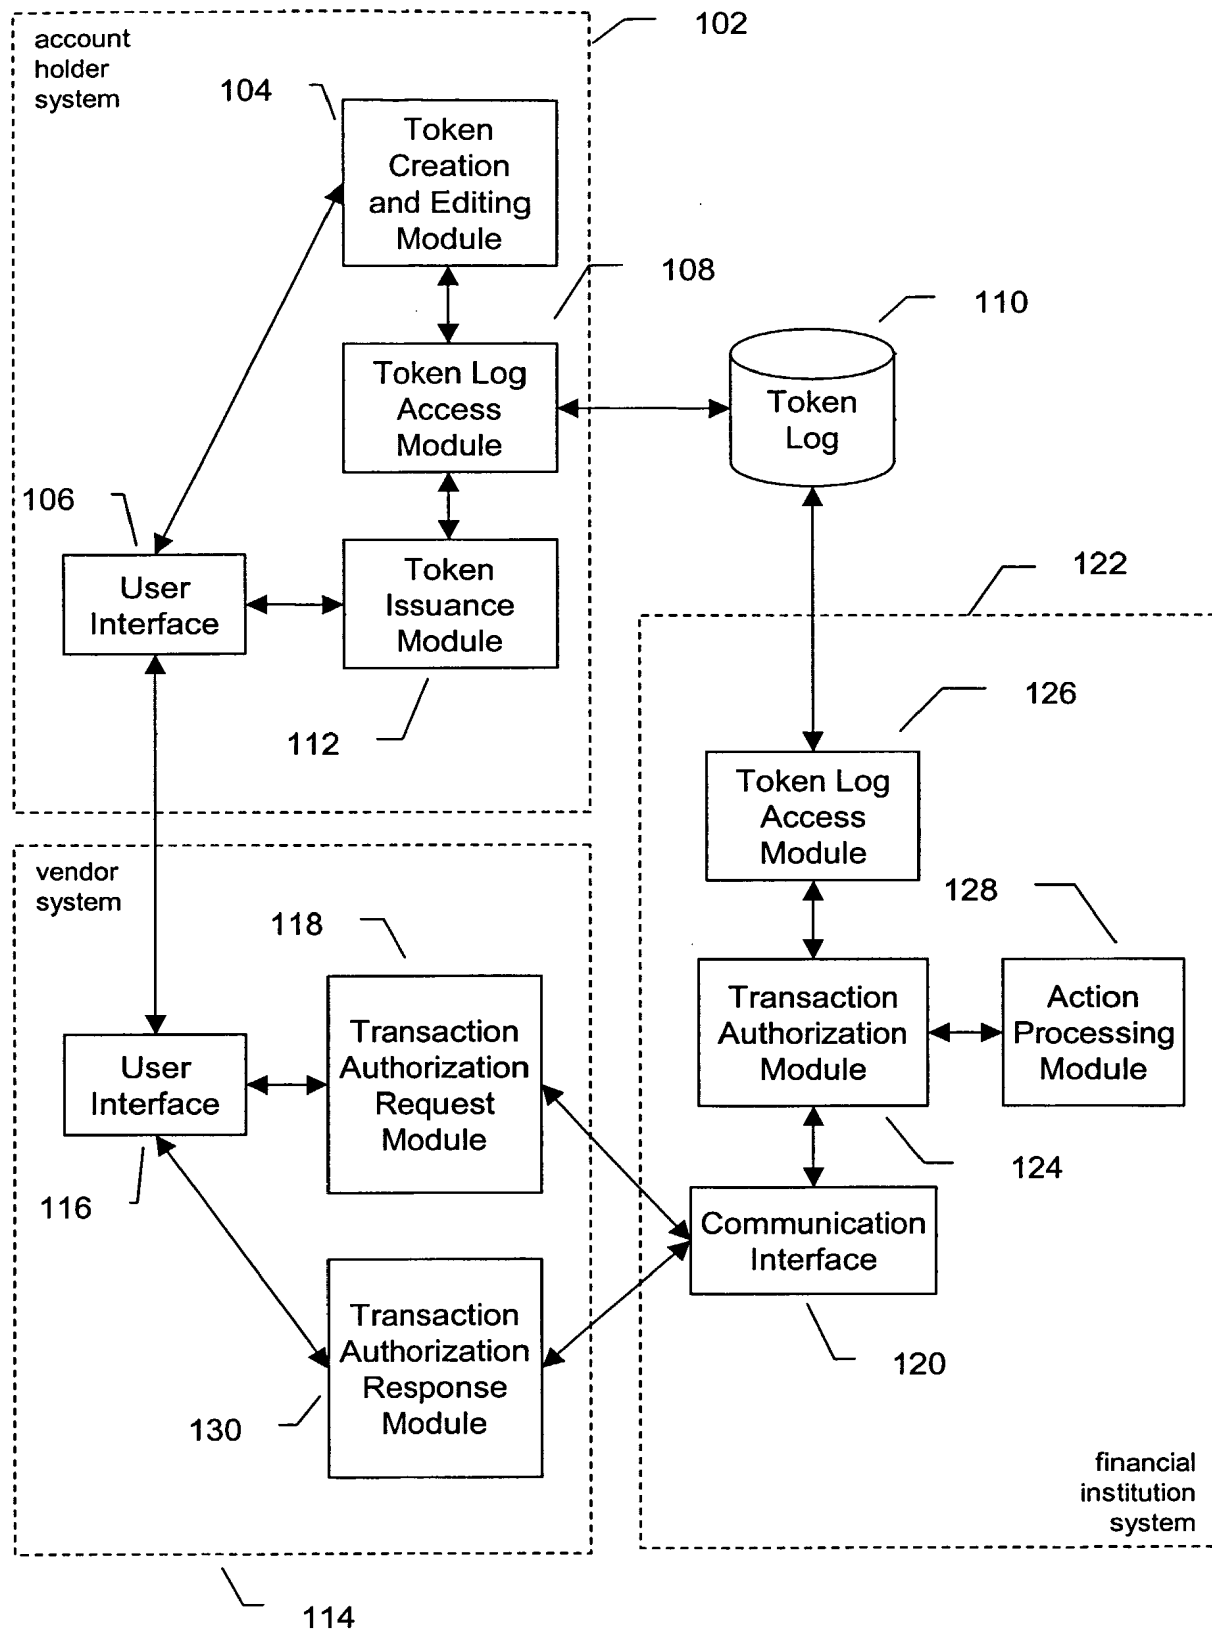 account
holder
system
102
104
Token
Creation
and Editing
Module
108
110
Token Log
Access
Module
Token
Log
106
User
Interface
Token
Issuance
Module
112
122
126
Token Log
Access
Module
vendor
system
118
128
Transaction
Authorization
Request
Module
User
Interface
116
Transaction
Authorization
Module
Action
Processing
Module
124
Communication
Interface
120
Transaction
Authorization
Response
Module
130
financial
institution
system
114